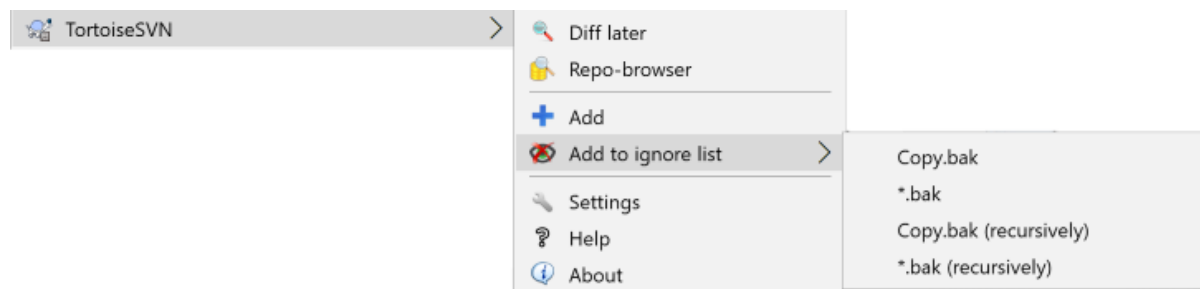 TortoiseSVN
Diff later
Repo-browser
Add
Add to ignore list
Settings
Help
About
Copy.bak
*.bak
Copy.bak (recursively)
*.bak (recursively)